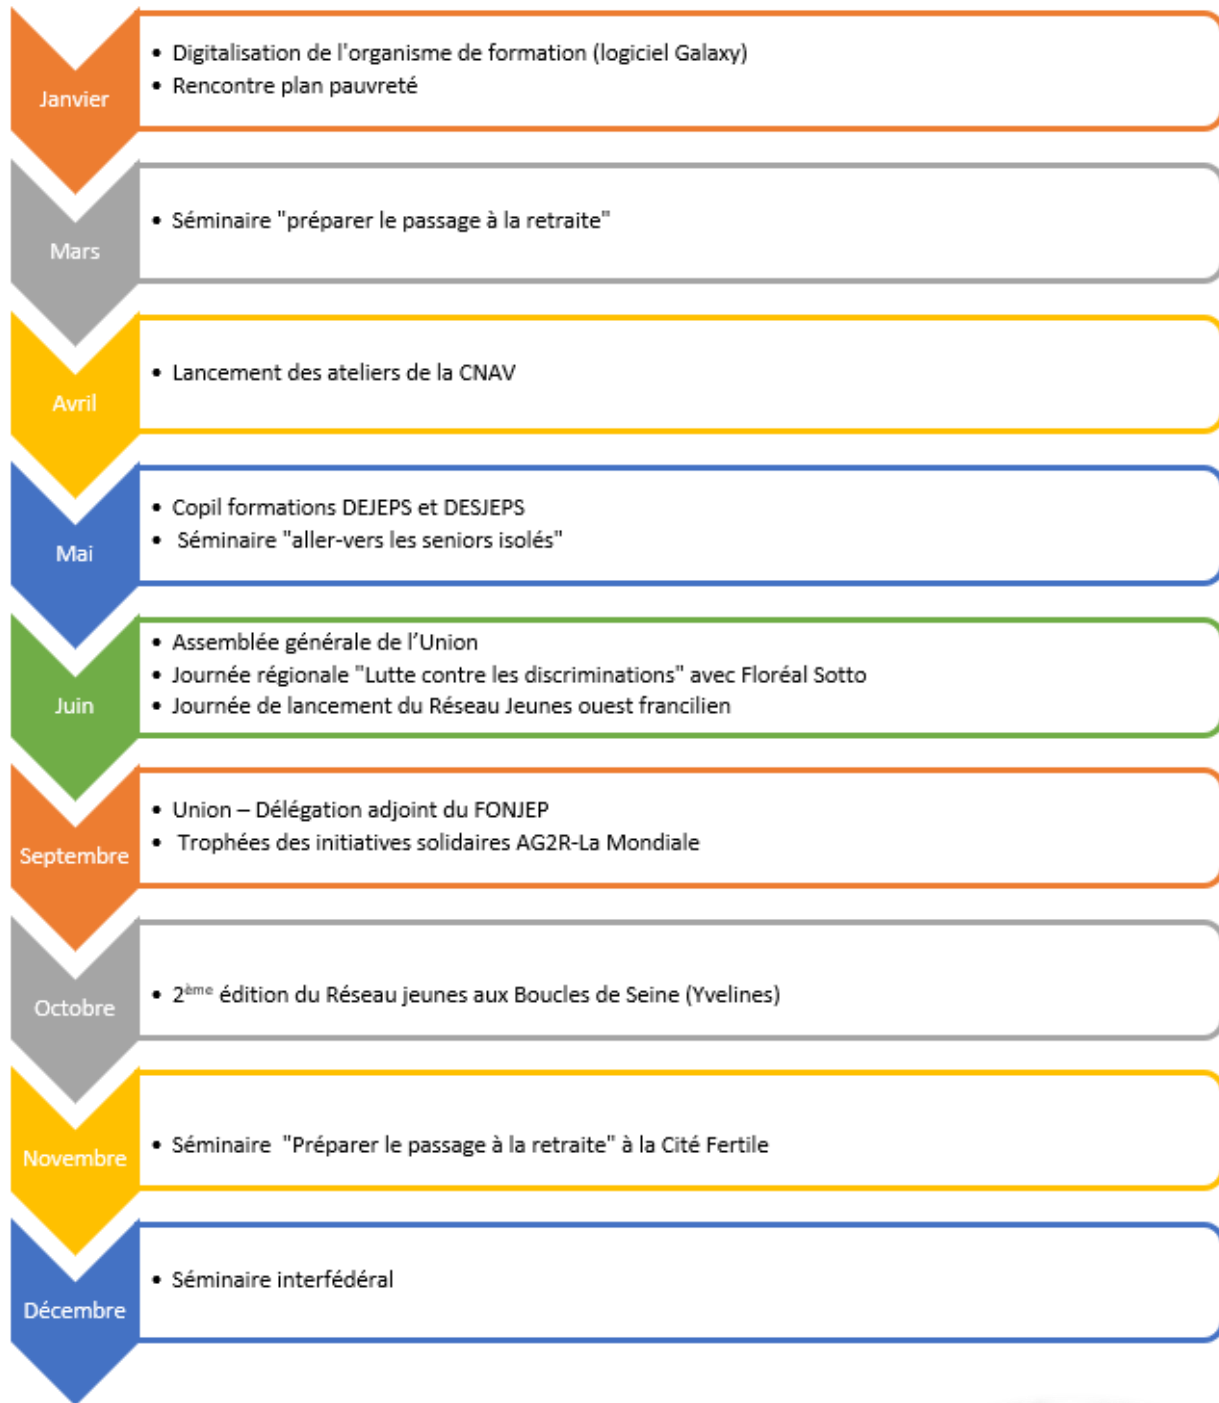 Janvier
• Digitalisation de l'organisme de formation (logiciel Galaxy)
• Rencontre plan pauvreté
Mars
• Séminaire "préparer le passage à la retraite"
Avril
• Lancement des ateliers de la CNAV
Mai
• Copil formations DEJEPS et DESJEPS
• Séminaire "aller-vers les seniors isolés"
Juin
• Assemblée générale de l’Union
• Journée régionale "Lutte contre les discriminations" avec Floréal Sotto
• Journée de lancement du Réseau Jeunes ouest francilien
Septembre
• Union – Délégation adjoint du FONJEP
• Trophées des initiatives solidaires AG2R-La Mondiale
Octobre
• 2ème édition du Réseau jeunes aux Boucles de Seine (Yvelines)
Novembre
• Séminaire "Préparer le passage à la retraite" à la Cité Fertile
Décembre
• Séminaire interfédéral